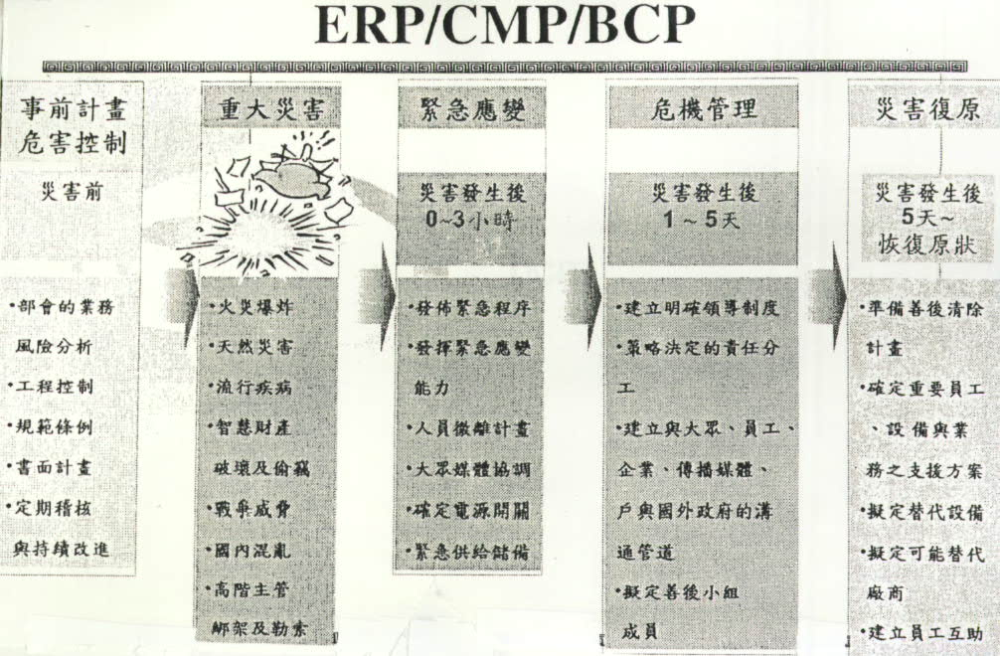 ERP/CMP/BCP
事前計畫
危害控制
災害前
•部會的業務
風險分析
•工程控制
•規範條例
•書面計畫
•定期稽核
與持續改進
重大災害
•火災爆炸
•天然災害
•流行疾病
•智慧財產
破壞及偷竊
•戰爭威脅
•國內混亂
•高階主管
綁架及勒索
緊急應變
災害發生後
0~3小時
•發佈緊急程序
•發揮緊急應變
能力
•人員撤離計畫
•大眾媒體協調
•確定電源開關
•緊急供給儲備
危機管理
災害發生後
1~5天
•建立明確領導制度
•策略決定的責任分
工
•建立與大眾、員工、
企業、傳播媒體、
戶與國外政府的溝
通管道
•擬定善後小組
成員
災害復原
災害發生後
5天~
恢復原狀
•準備善後清除
計畫
•確定重要員工
、設備與業
務之支援方案
•擬定替代設備
•擬定可能替代
廠商
•建立員工互助